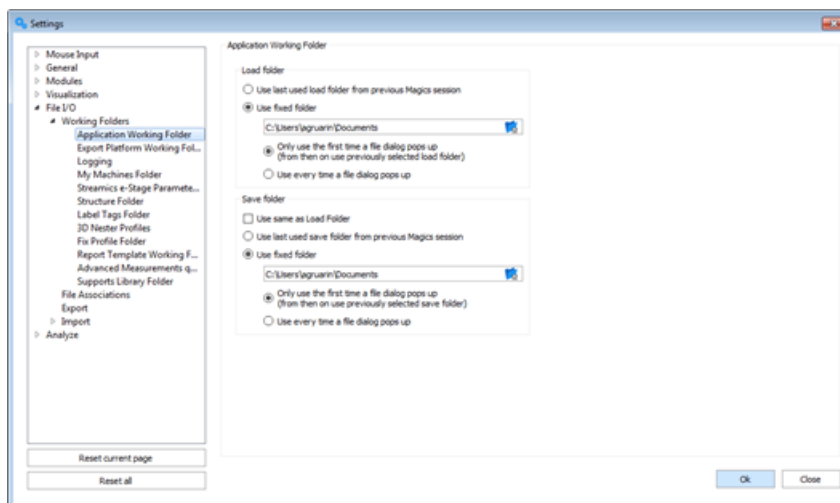 Settings
Mouse Input
General
Modules
Visualization
File I/O
Working Folders
Application Working Folder
Export Platform Working Fol...
Logging
My Machines Folder
Streamics e-Stage Paramete...
Structure Folder
Label Tags Folder
3D Nester Profiles
Fix Profile Folder
Report Template Working F...
Advanced Measurements q...
Supports Library Folder
File Associations
Export
Import
Analyze
Reset current page
Reset all
Application Working Folder
Load folder
Use last used load folder from previous Magics session
Use fixed folder
C:\Users\agruarin\Documents
Only use the first time a file dialog pops up
(from then on use previously selected load folder)
Use every time a file dialog pops up
Save folder
Use same as Load Folder
Use last used save folder from previous Magics session
Use fixed folder
C:\Users\agruarin\Documents
Only use the first time a file dialog pops up
(from then on use previously selected save folder)
Use every time a file dialog pops up
Ok
Close